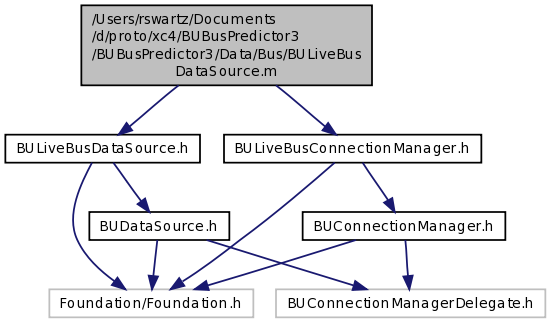 /Users/rswartz/Documents
/d/proto/xc4/BUBusPredictor3
/BUBusPredictor3/Data/Bus/BULiveBus
DataSource.m
BULiveBusDataSource.h
BULiveBusConnectionManager.h
BUDataSource.h
BUConnectionManager.h
Foundation/Foundation.h
BUConnectionManagerDelegate.h